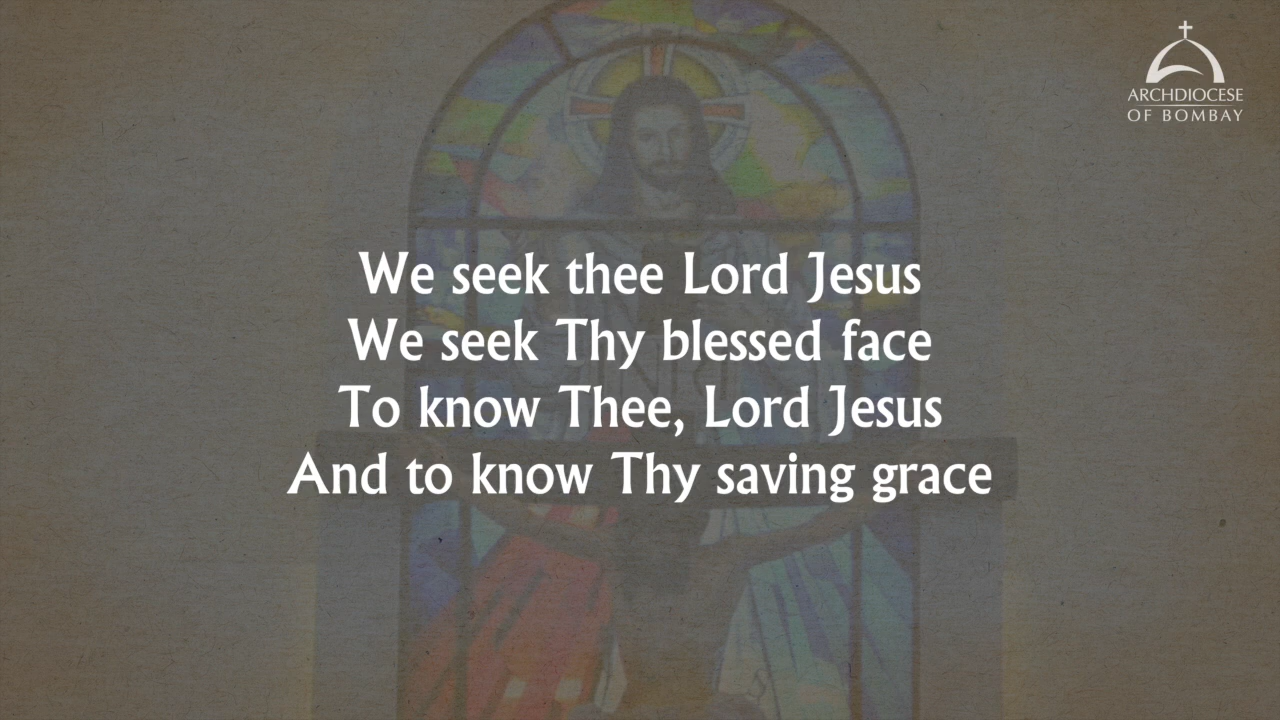 ARCHDIOCESE
OF BOMBAY
We seek thee Lord Jesus
We seek Thy blessed face
To know Thee, Lord Jesus
And to know Thy saving grace